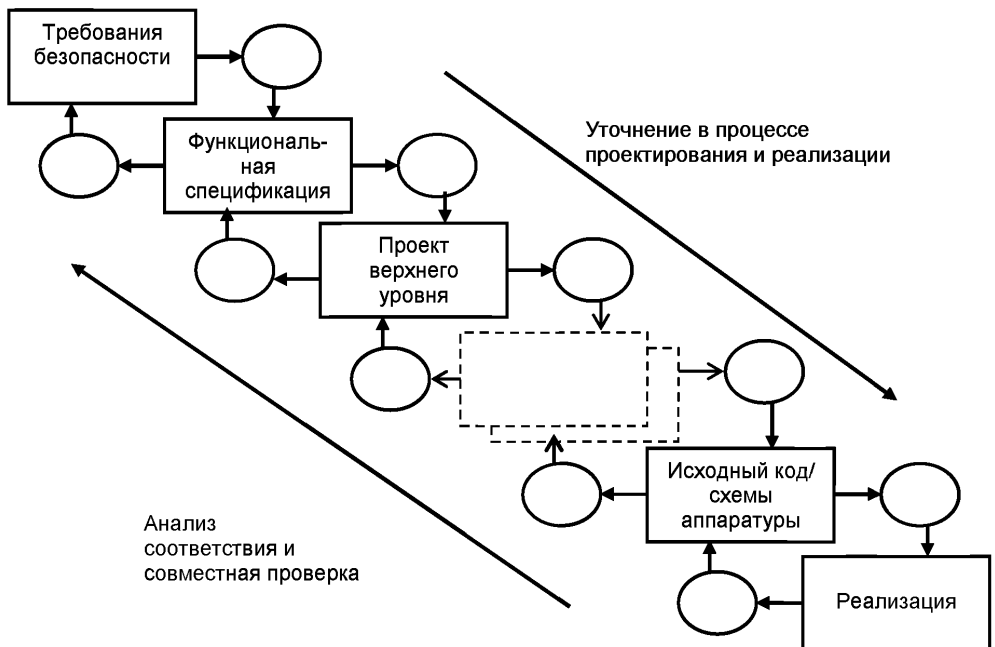 Требования
безопасности
Функциональ-
ная
спецификация
Уточнение в процессе
проектирования и реализации
Проект
верхнего
уровня
Исходный код/
схемы
аппаратуры
Анализ
соответствия и
совместная проверка
Реализация